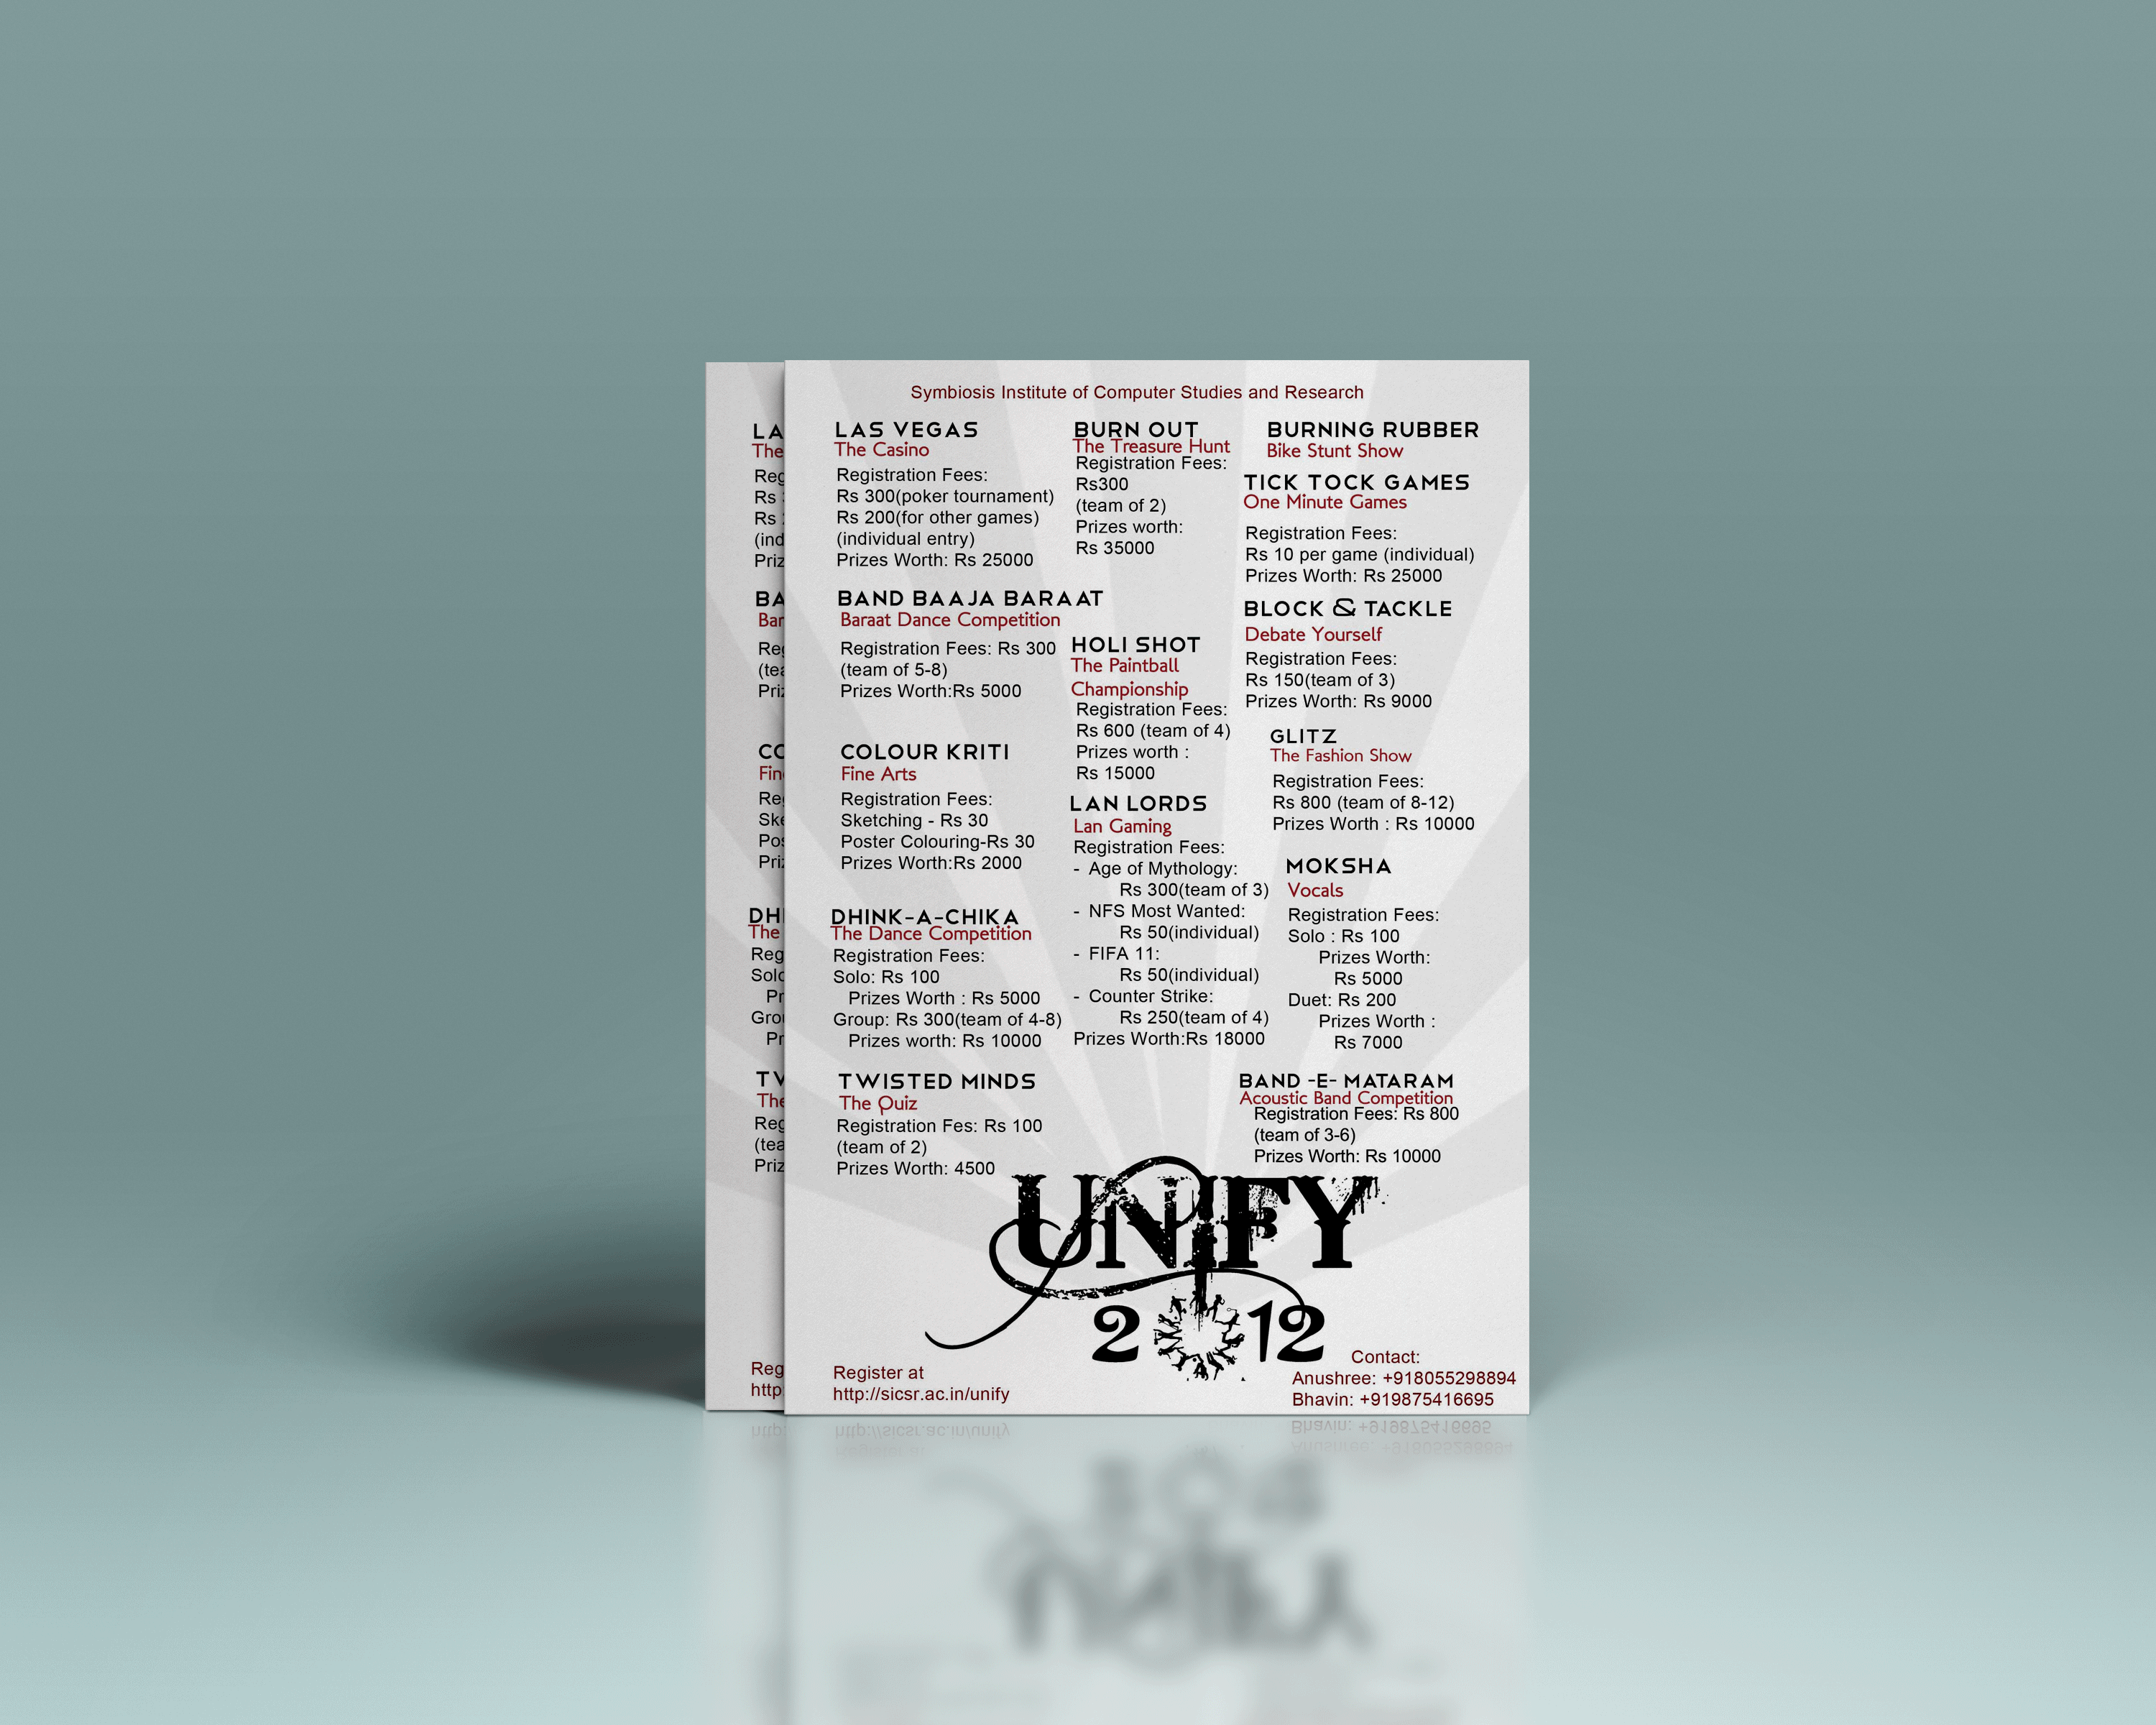 Symbiosis Institute of Computer Studies and Research
LAS VEGAS
The Casino
Registration Fees:
Rs 300(poker tournament)
Rs 200(for other games)
(individual entry)
Prizes Worth: Rs 25000
BAND BAAJA BARAAT
Baraat Dance Competition
Registration Fees: Rs 300
(team of 5-8)
Prizes Worth:Rs 5000
COLOUR KRITI
Fine Arts
Registration Fees:
Sketching - Rs 30
Poster Colouring-Rs 30
Prizes Worth:Rs 2000
DHINK-A-CHIKA
The Dance Competition
Registration Fees:
Solo: Rs 100
Prizes Worth : Rs 5000
Group: Rs 300(team of 4-8)
Prizes worth: Rs 10000
TWISTED MINDS
The Quiz
Registration Fes: Rs 100
(team of 2)
Prizes Worth: 4500
BURN OUT
The Treasure Hunt
Registration Fees:
Rs300
(team of 2)
Prizes worth:
Rs 35000
HOLI SHOT
The Paintball
Championship
Registration Fees:
Rs 600 (team of 4)
Prizes worth :
Rs 15000
LAN LORDS
Lan Gaming
Registration Fees:
- Age of Mythology:
Rs 300(team of 3)
- NFS Most Wanted:
Rs 50(individual)
- FIFA 11:
Rs 50(individual)
- Counter Strike:
Rs 250(team of 4)
Prizes Worth:Rs 18000
BURNING RUBBER
Bike Stunt Show
TICK TOCK GAMES
One Minute Games
Registration Fees:
Rs 10 per game (individual)
Prizes Worth: Rs 25000
BLOCK & TACKLE
Debate Yourself
Registration Fees:
Rs 150(team of 3)
Prizes Worth: Rs 9000
GLITZ
The Fashion Show
Registration Fees:
Rs 800 (team of 8-12)
Prizes Worth : Rs 10000
MOKSHA
Vocals
Registration Fees:
Solo : Rs 100
Prizes Worth:
Rs 5000
Duet: Rs 200
Prizes Worth :
Rs 7000
BAND -E- MATARAM
Acoustic Band Competition
Registration Fees: Rs 800
(team of 3-6)
Prizes Worth: Rs 10000
UNIFY
2012
Register at
http://sicsr.ac.in/unify
Contact:
Anushree: +918055298894
Bhavin: +919875416695